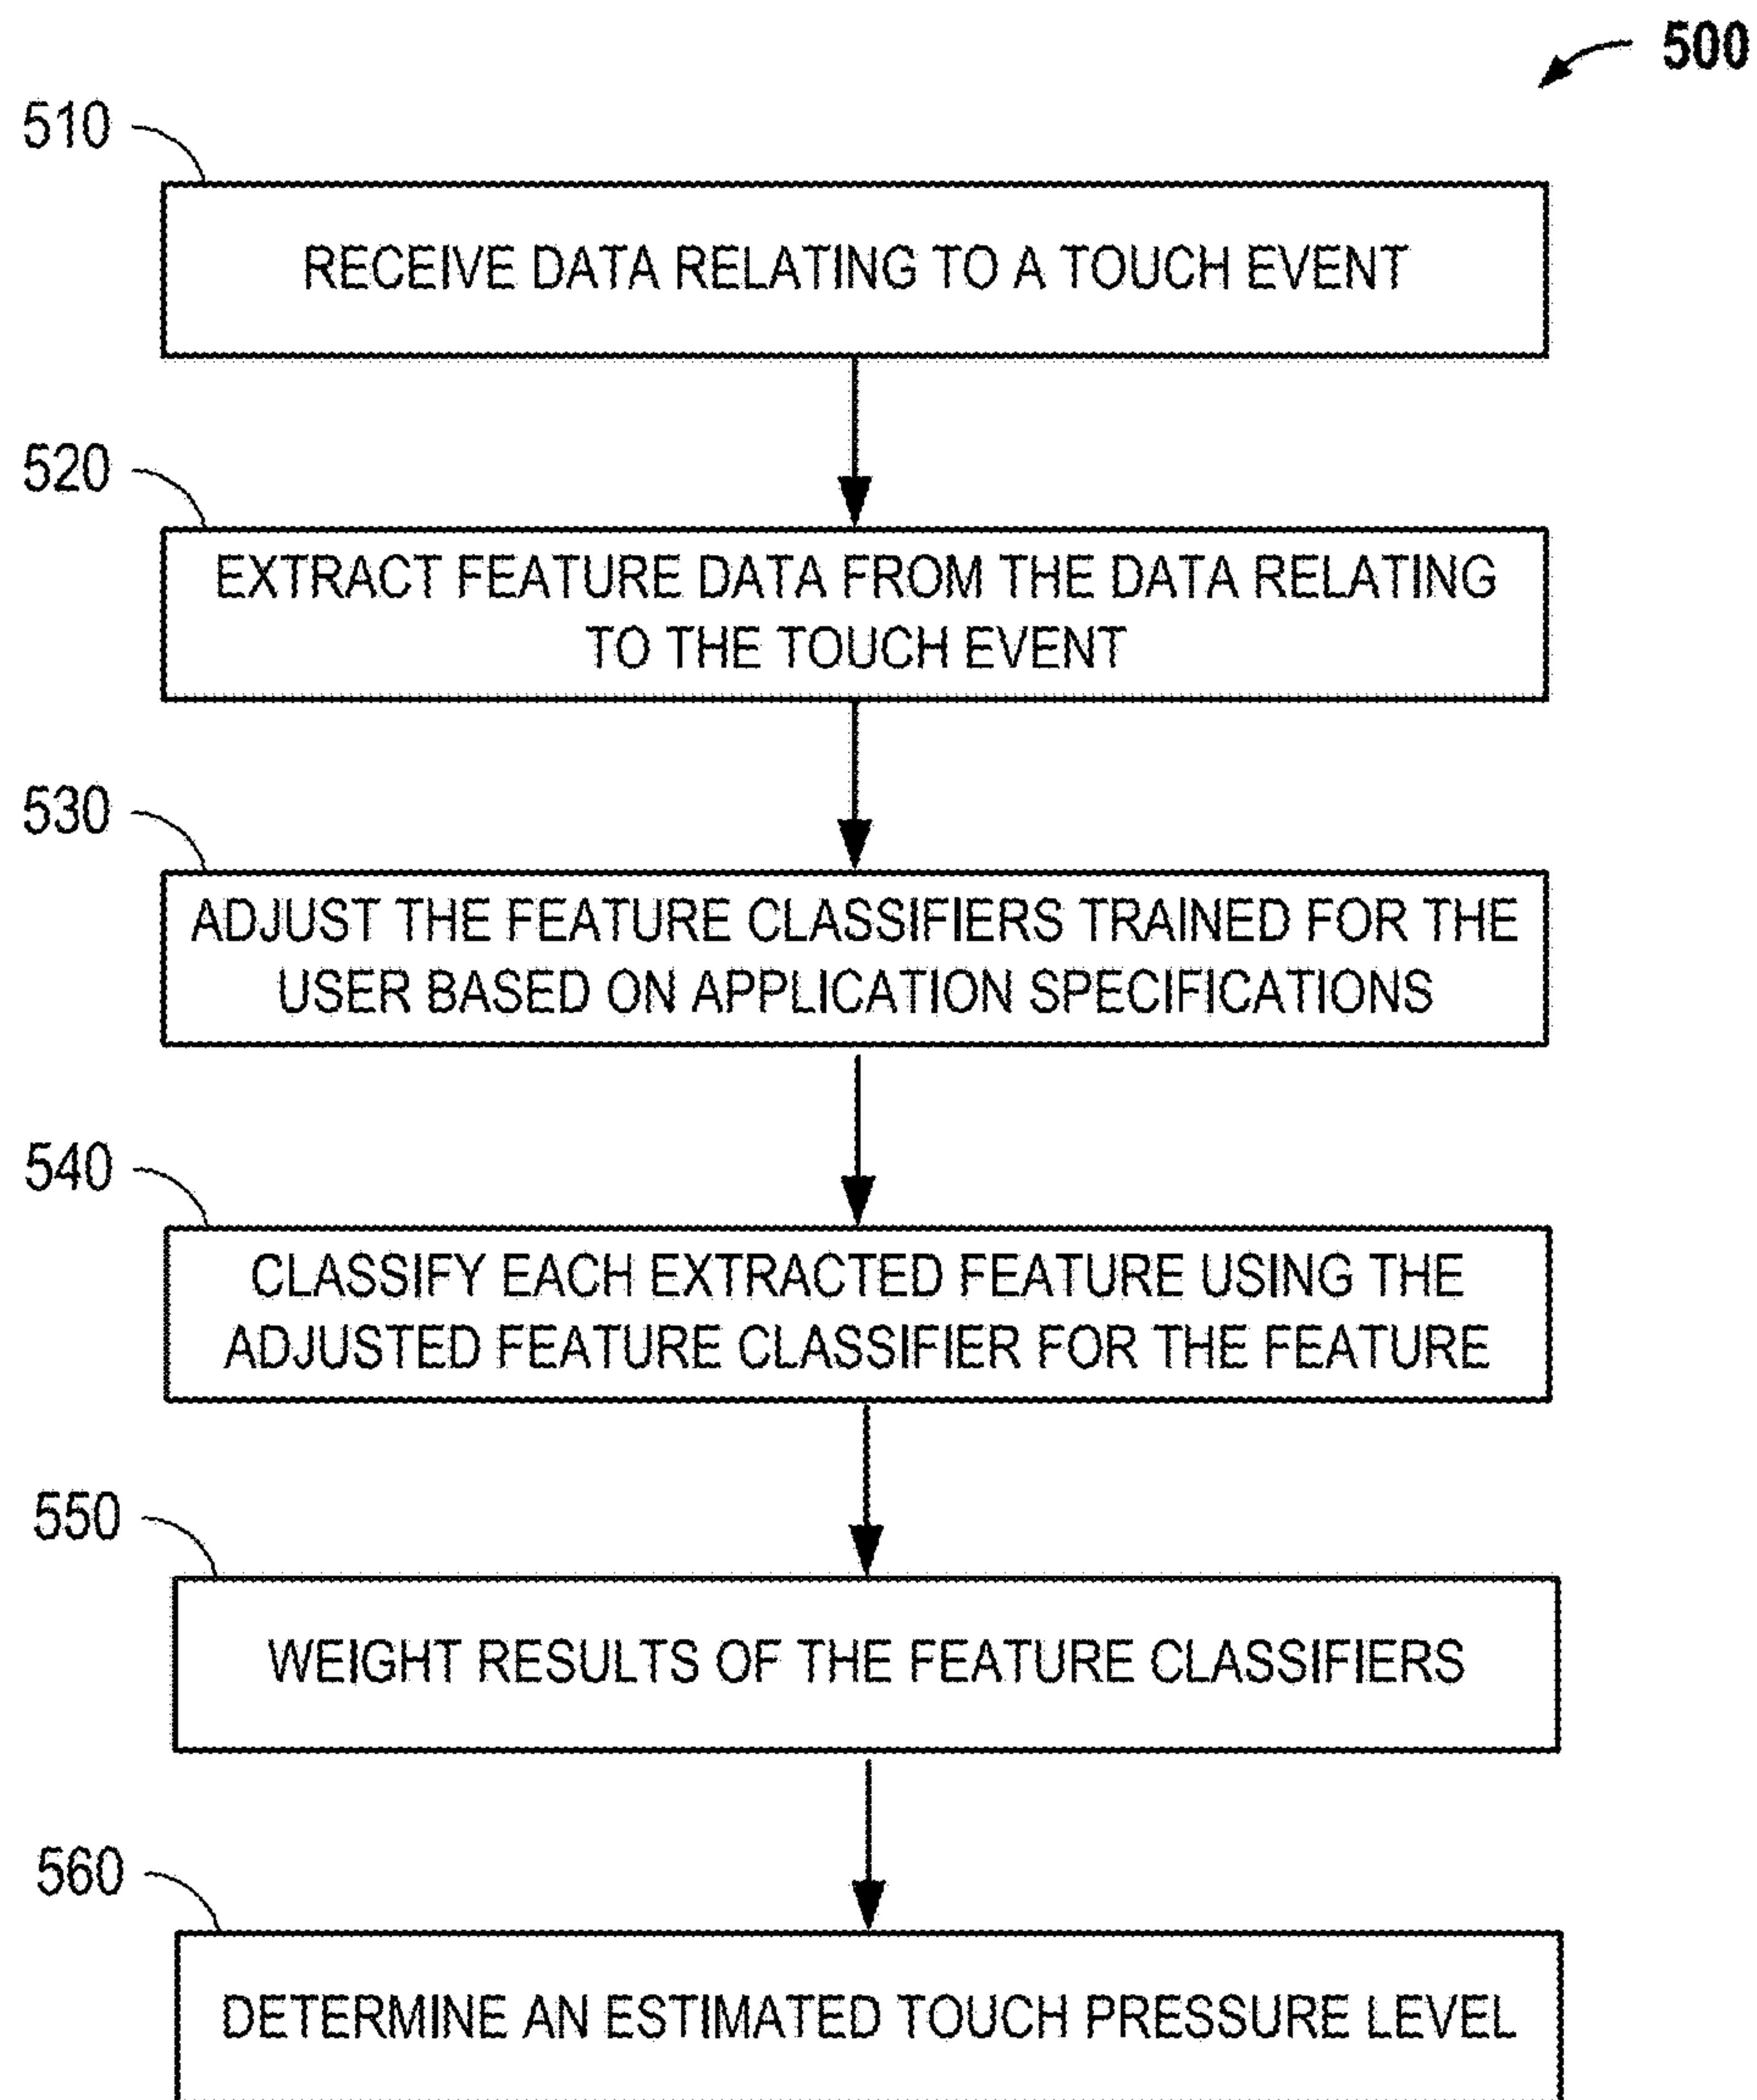 500
510
RECEIVE DATA RELATING TO A TOUCH EVENT
520
EXTRACT FEATURE DATA FROM THE DATA RELATING
TO THE TOUCH EVENT
530
ADJUST THE FEATURE CLASSIFIERS TRAINED FOR THE
USER BASED ON APPLICATION SPECIFICATIONS
540
CLASSIFY EACH EXTRACTED FEATURE USING THE
ADJUSTED FEATURE CLASSIFIER FOR THE FEATURE
550
WEIGHT RESULTS OF THE FEATURE CLASSIFIERS
560
DETERMINE AN ESTIMATED TOUCH PRESSURE LEVEL